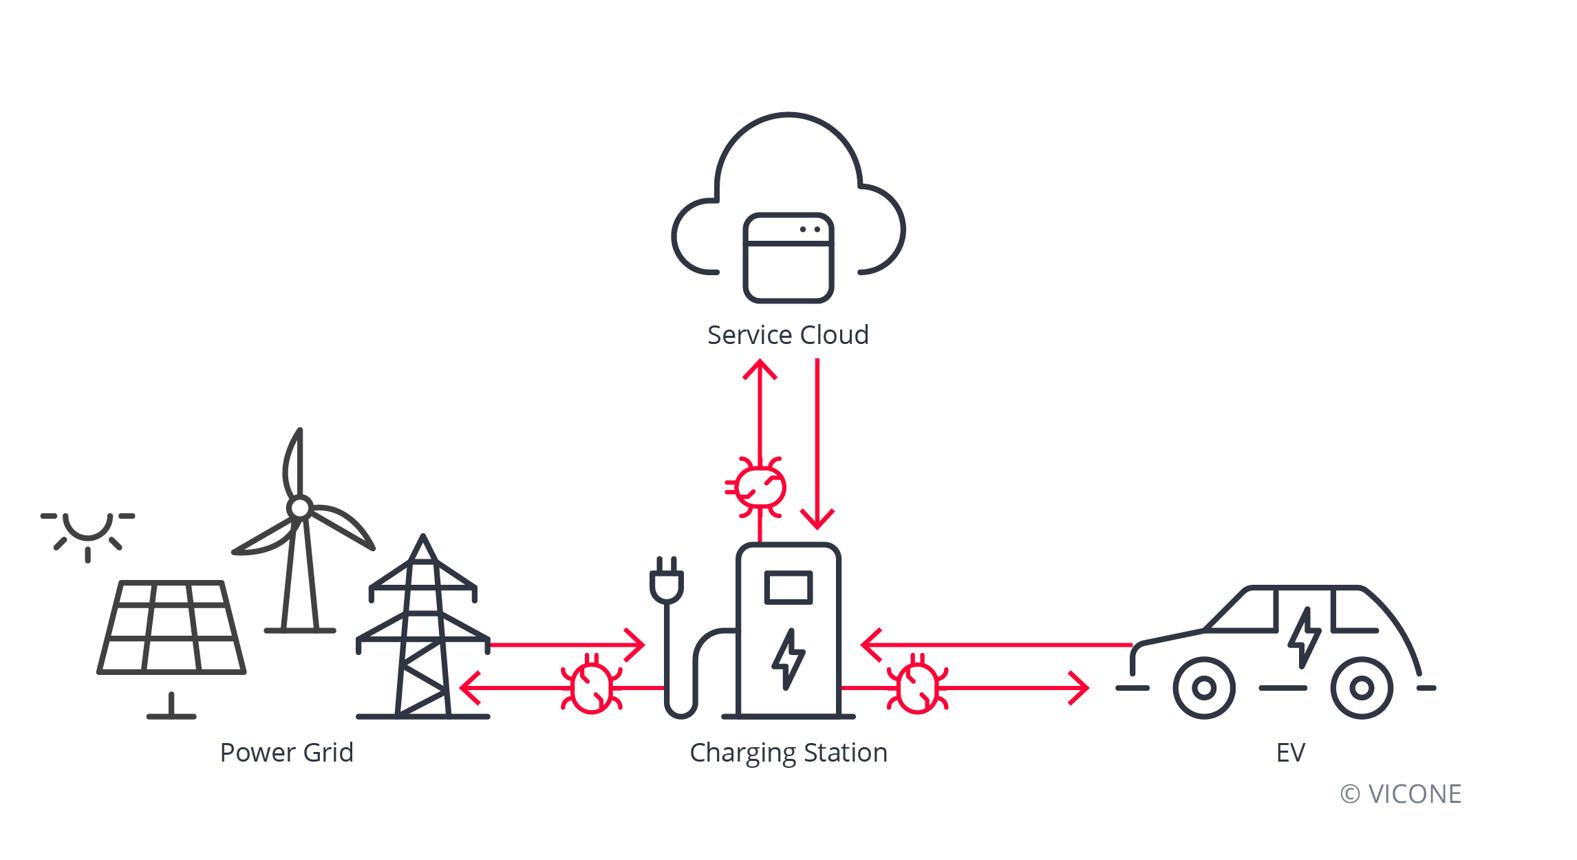 Service Cloud
Power Grid
Charging Station
EV
© VICONE